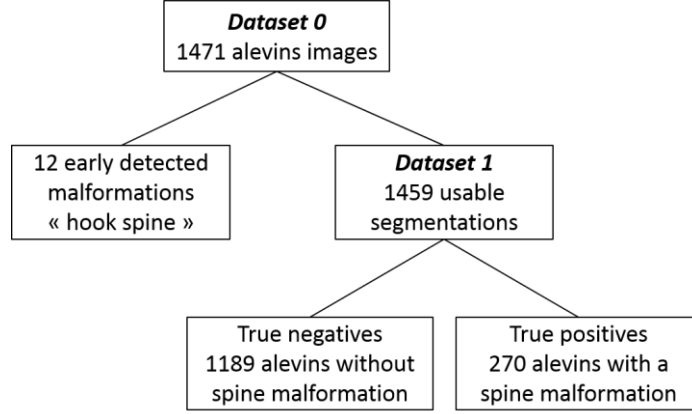 Dataset 0
1471 alevins images
12 early detected
malformations
« hook spine »
Dataset 1
1459 usable
segmentations
True negatives
1189 alevins without
spine malformation
True positives
270 alevins with a
spine malformation